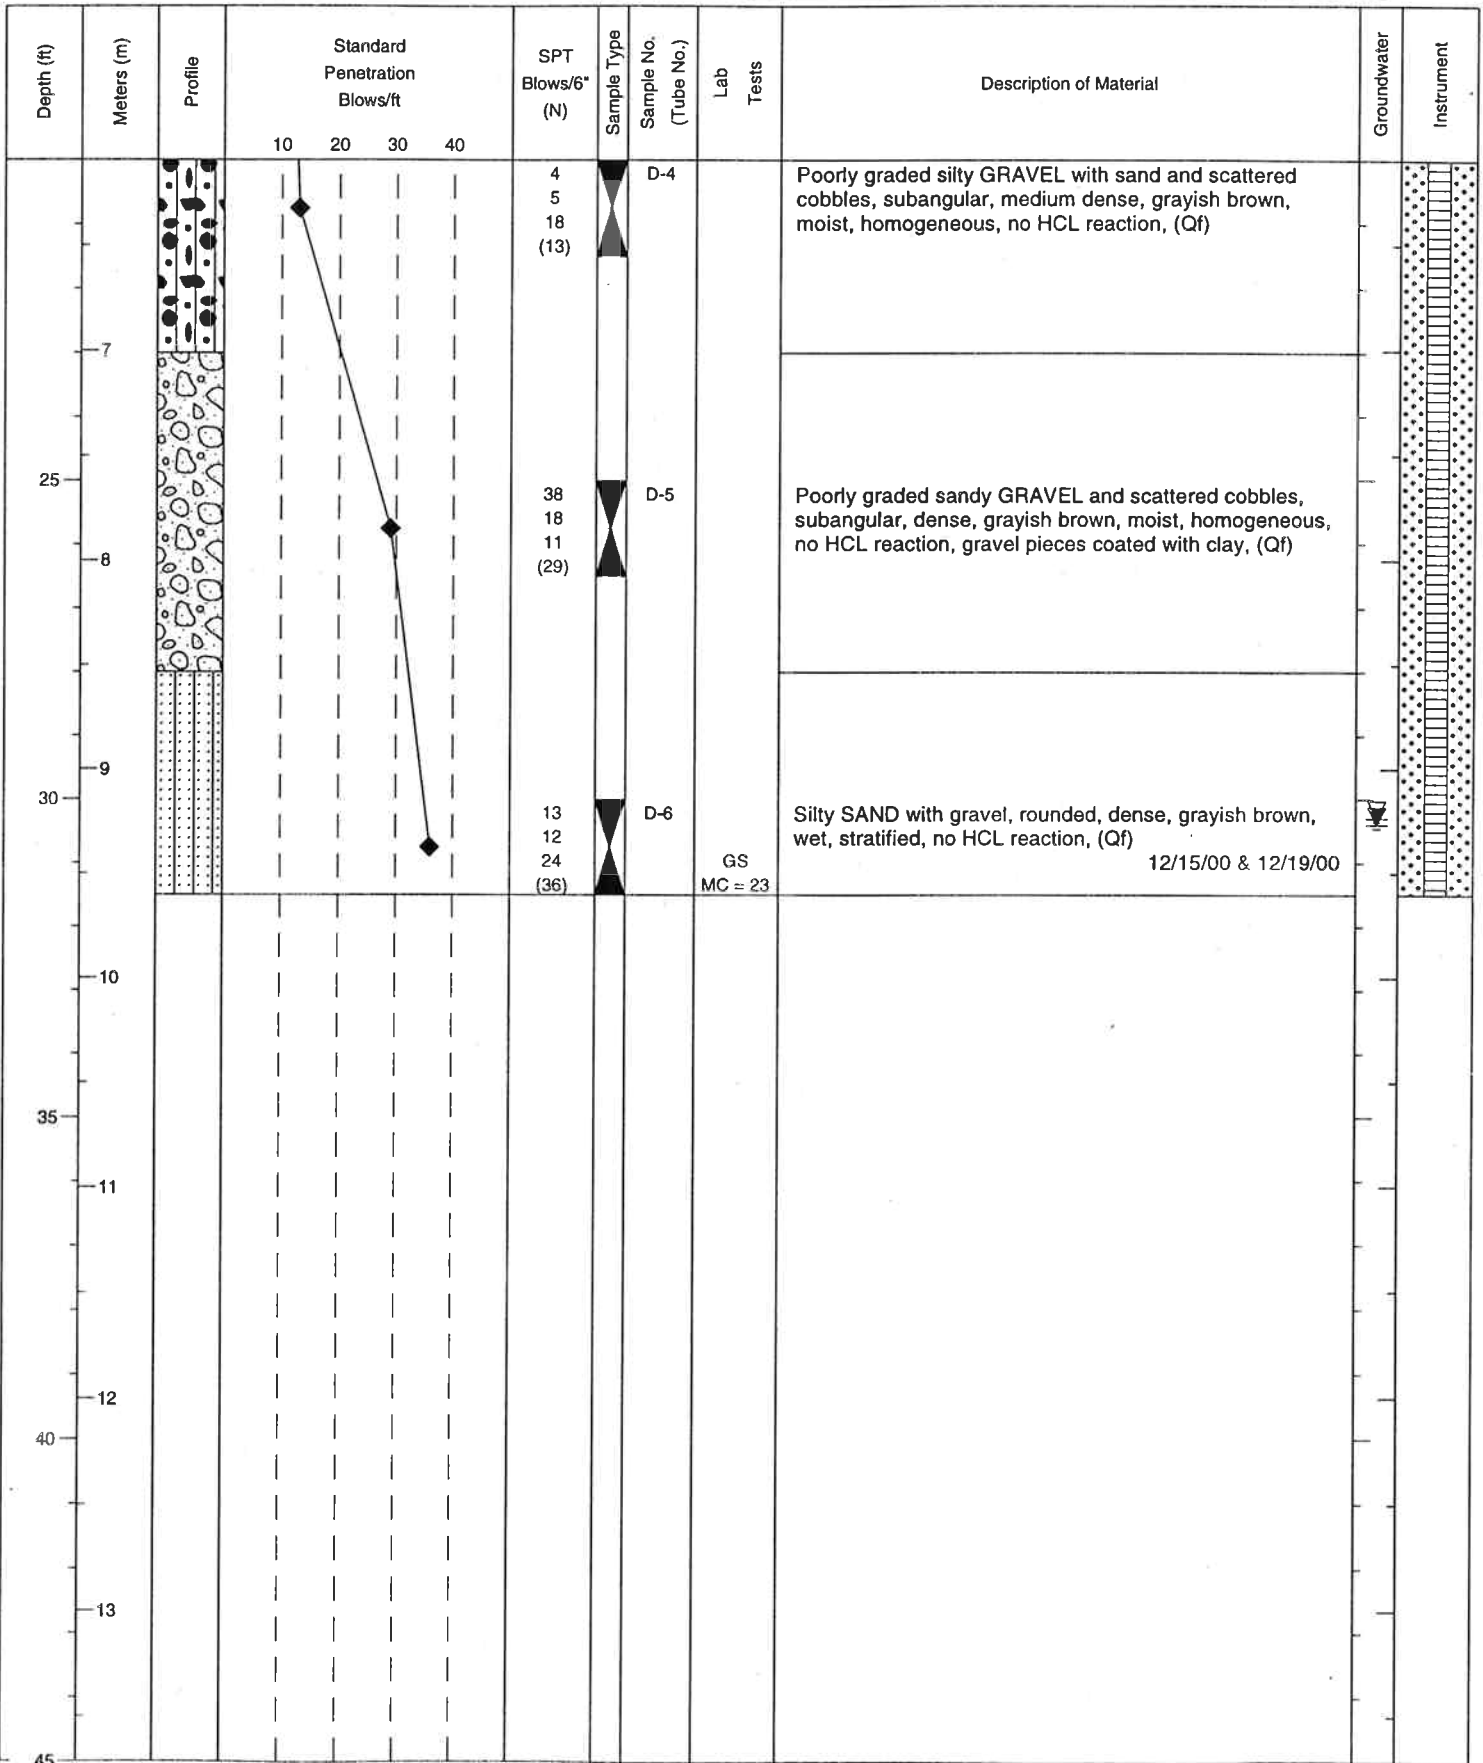 Depth (ft)
Meters (m)
Profile
Standard
Penetration
Blows/ft
10 20 30 40
SPT
Blows/6"
(N)
Sample Type
Sample No.
(Tube No.)
Lab
Tests
Description of Material
Groundwater
Instrument
4
5
18
(13)
D-4
Poorly graded silty GRAVEL with sand and scattered
cobbles, subangular, medium dense, grayish brown,
moist, homogeneous, no HCL reaction, (Qf)
7
25
38
18
11
(29)
D-5
Poorly graded sandy GRAVEL and scattered cobbles,
subangular, dense, grayish brown, moist, homogeneous,
no HCL reaction, gravel pieces coated with clay, (Qf)
8
9
30
13
12
24
(36)
D-6
GS
MC = 23
Silty SAND with gravel, rounded, dense, grayish brown,
wet, stratified, no HCL reaction, (Qf)
12/15/00 & 12/19/00
10
35
11
12
40
13
45